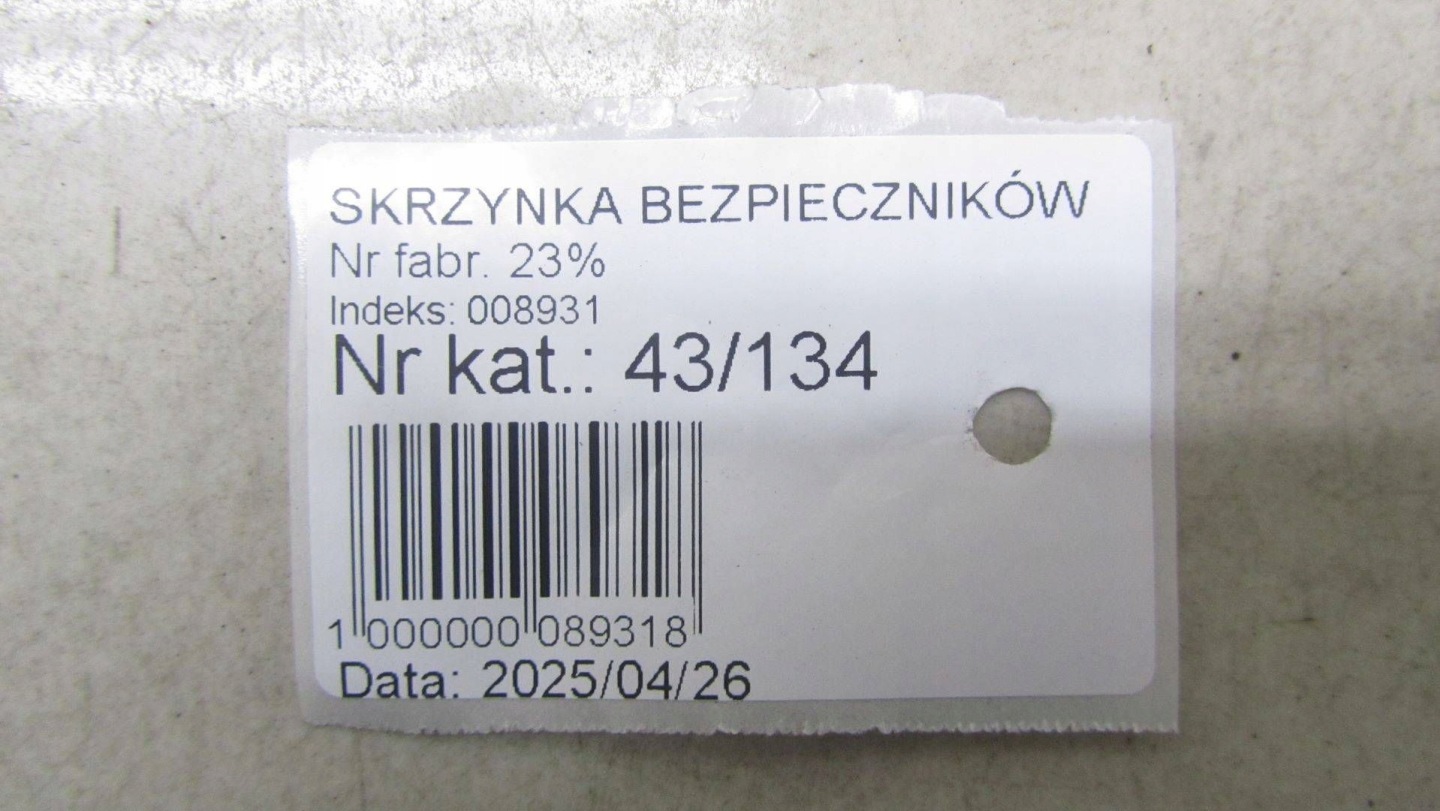 SKRZYNKA BEZPIECZNIKÓW
Nr fabr. 23%
Indeks: 008931
Nr kat.: 43/134
1 000000 089318
Data: 2025/04/26